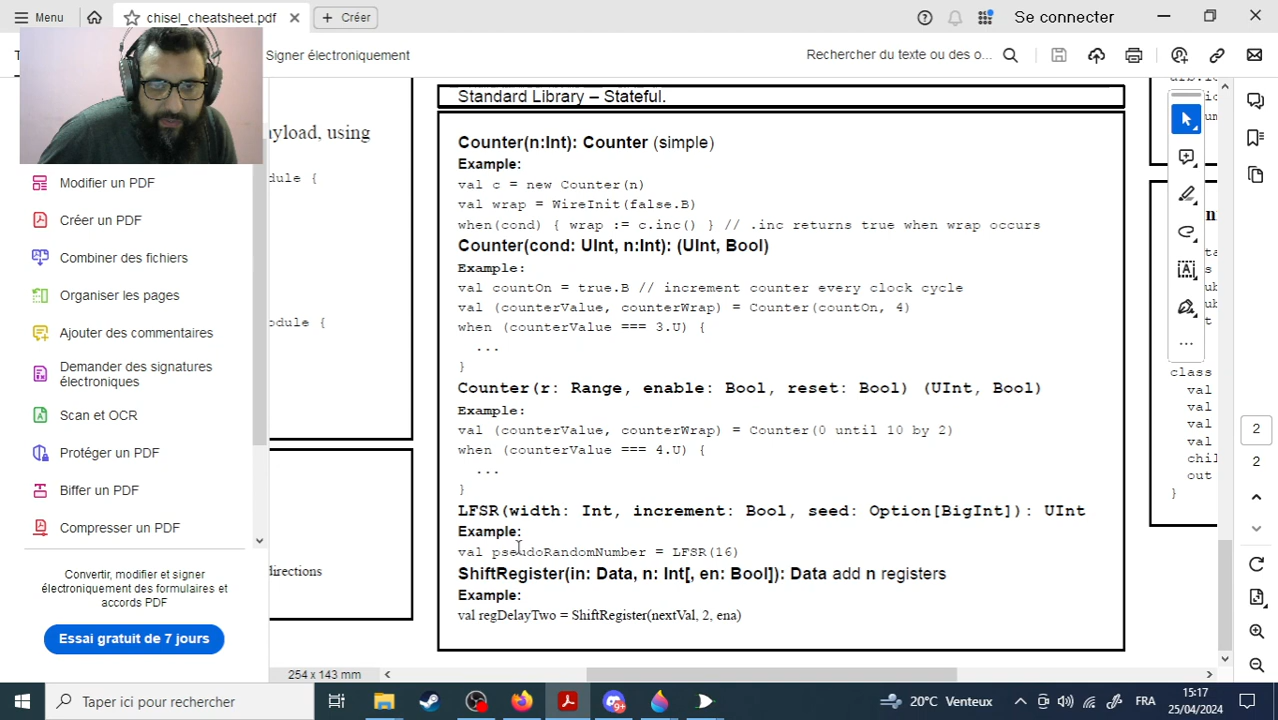 Menu
chisel_cheatsheet.pdf
Créer
Se connecter
Signer électroniquement
Rechercher du texte ou des o...
Modifier un PDF
Créer un PDF
Combiner des fichiers
Organiser les pages
Ajouter des commentaires
Demander des signatures
électroniques
Scan et OCR
Protéger un PDF
Biffer un PDF
Compresser un PDF
Convertir, modifier et signer
électroniquement des formulaires et
accords PDF
Essai gratuit de 7 jours
ayload, using
dule {
odule {
directions
254 x 143 mm
Standard Library – Stateful.
Counter(n:Int): Counter (simple)
Example:
val c = new Counter(n)
val wrap = WireInit(false.B)
when(cond) { wrap := c.inc() } // .inc returns true when wrap occurs
Counter(cond: UInt, n:Int): (UInt, Bool)
Example:
val countOn = true.B // increment counter every clock cycle
val (counterValue, counterWrap) = Counter(countOn, 4)
when (counterValue === 3.U) {
...
}
Counter(r: Range, enable: Bool, reset: Bool) (UInt, Bool)
Example:
val (counterValue, counterWrap) = Counter(0 until 10 by 2)
when (counterValue === 4.U) {
...
}
LFSR(width: Int, increment: Bool, seed: Option[BigInt]): UInt
Example:
val pseudoRandomNumber = LFSR(16)
ShiftRegister(in: Data, n: Int[, en: Bool]): Data add n registers
Example:
val regDelayTwo = ShiftRegister(nextVal, 2, ena)
class
val
val
val
val
chil
out
}
2
2
Taper ici pour rechercher
20°C Venteux
FRA
15:17
25/04/2024